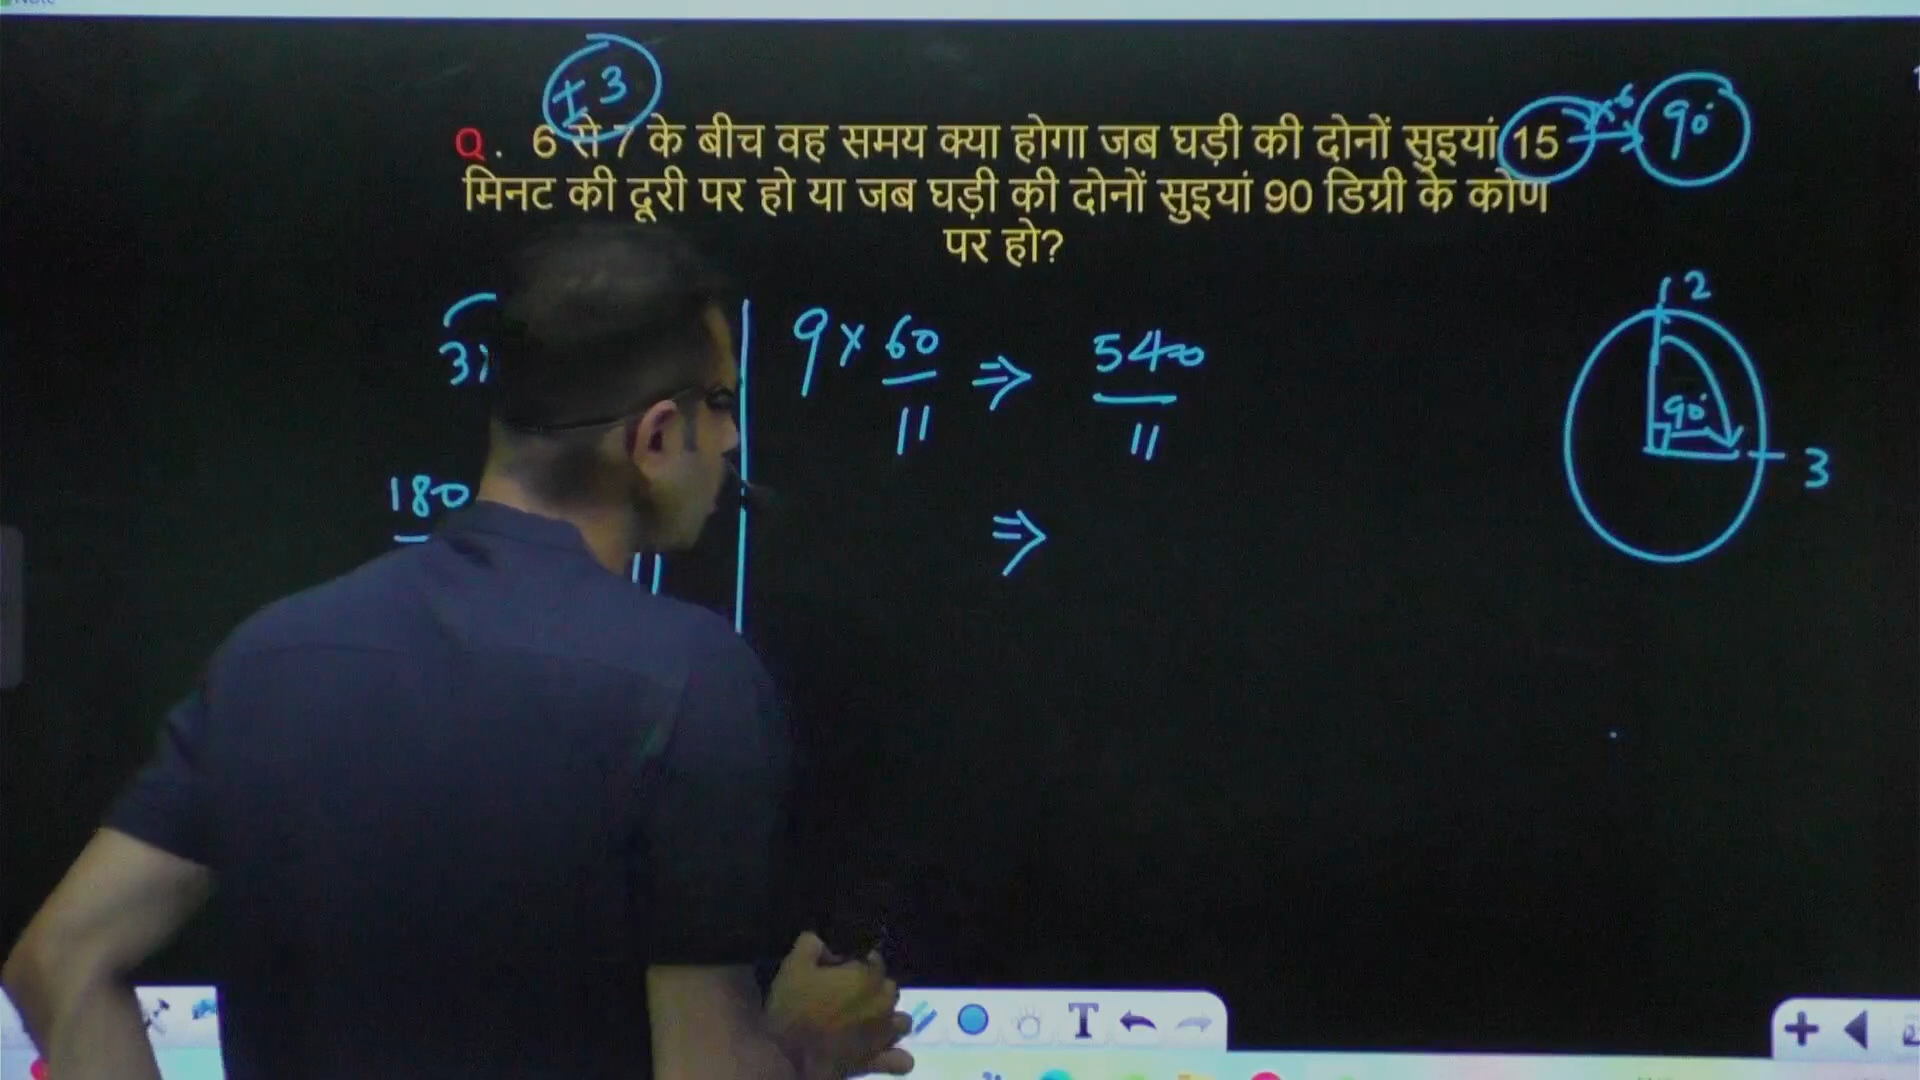 ± 3
Q. 6 से 7 के बीच वह समय क्या होगा जब घड़ी की दोनों सुइयां 15 90°
मिनट की दूरी पर हो या जब घड़ी की दोनों सुइयां 90 डिग्री के कोण
पर हो?
9 × 60/11 ⇒ 540/11
180
11
⇒
12
90°
3
T